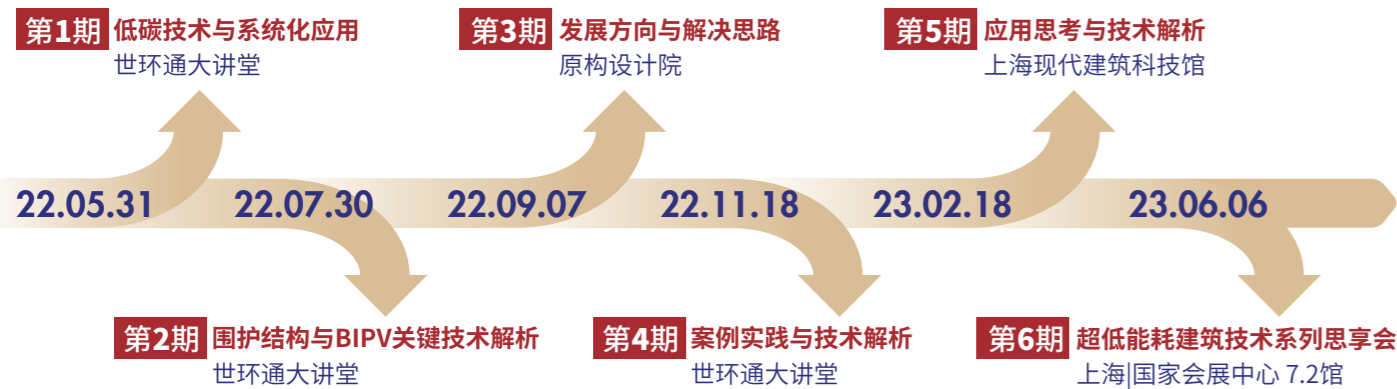 第1期 低碳技术与系统化应用
世环通大讲堂
第3期 发展方向与解决思路
原构设计院
第5期 应用思考与技术解析
上海现代建筑科技馆
22.05.31
22.07.30
22.09.07
22.11.18
23.02.18
23.06.06
第2期 围护结构与BIPV关键技术解析
世环通大讲堂
第4期 案例实践与技术解析
世环通大讲堂
第6期 超低能耗建筑技术系列思享会
上海|国家会展中心 7.2馆